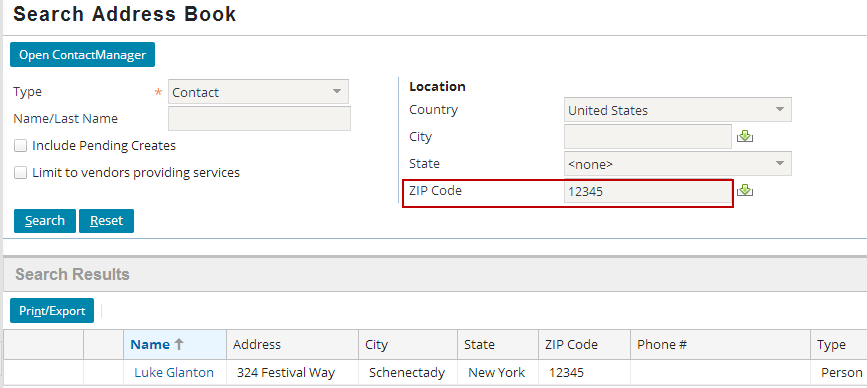 Search Address Book
Open ContactManager
Type * Contact
Name/Last Name
Include Pending Creates
Limit to vendors providing services
Search Reset
Location
Country United States
City
State <none>
ZIP Code 12345
Search Results
Print/Export
Name Address City State ZIP Code Phone # Type
Luke Glanton 324 Festival Way Schenectady New York 12345 Person